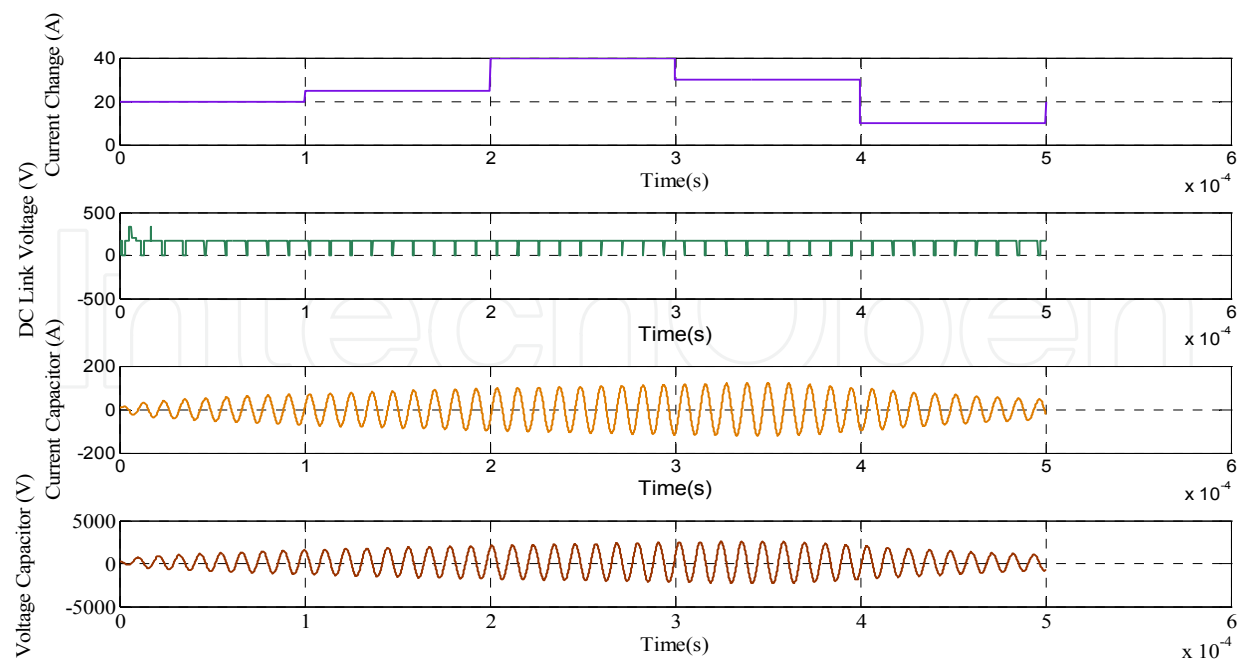 Current Change (A)
40
20
0
0 1 2 3 4 5 6
Time(s)
x 10-4
DC Link Voltage (V)
500
0
-500
0 1 2 3 4 5 6
Time(s)
x 10-4
Current Capacitor (A)
200
0
-200
0 1 2 3 4 5 6
Time(s)
x 10-4
Voltage Capacitor (V)
5000
0
-5000
0 1 2 3 4 5 6
Time(s)
x 10-4
IntechOpen